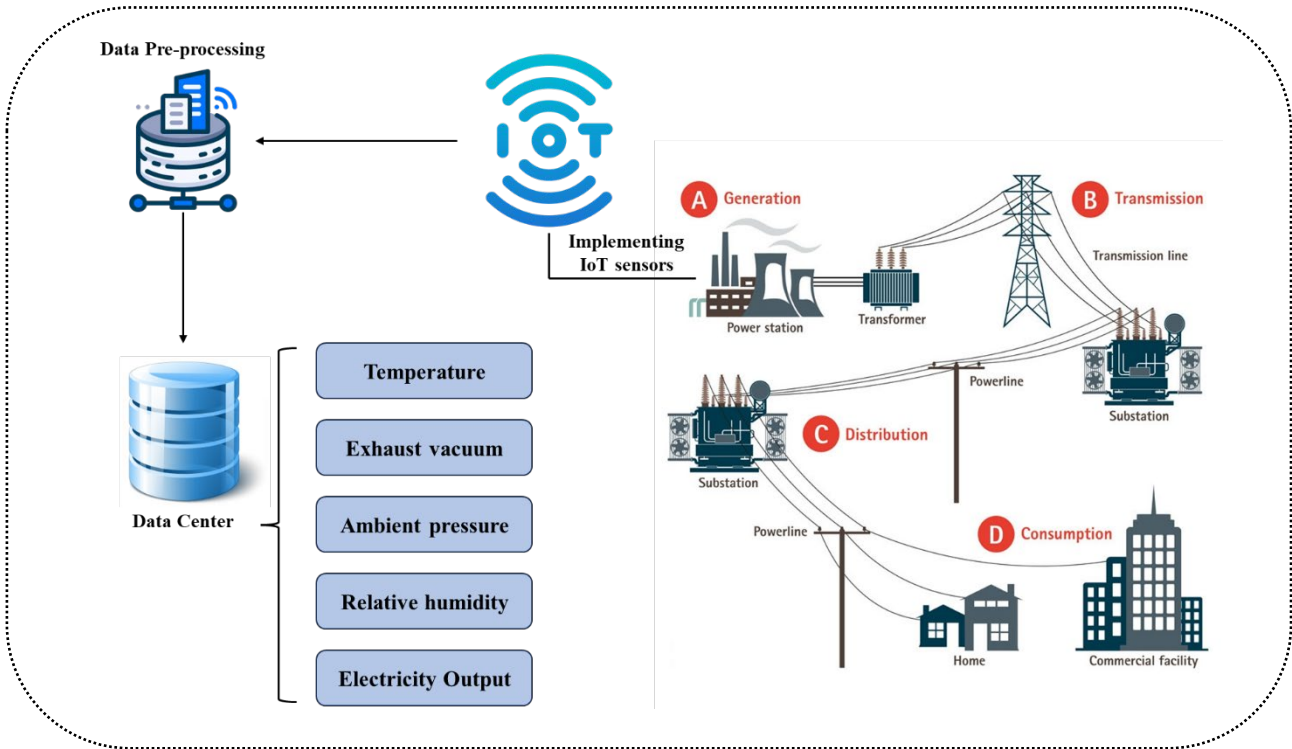 Data Pre-processing
IOT
Implementing
IoT sensors
A Generation
B Transmission
Transmission line
Power station
Transformer
Powerline
Substation
C Distribution
Substation
Powerline
D Consumption
Home
Commercial facility
Data Center
Temperature
Exhaust vacuum
Ambient pressure
Relative humidity
Electricity Output